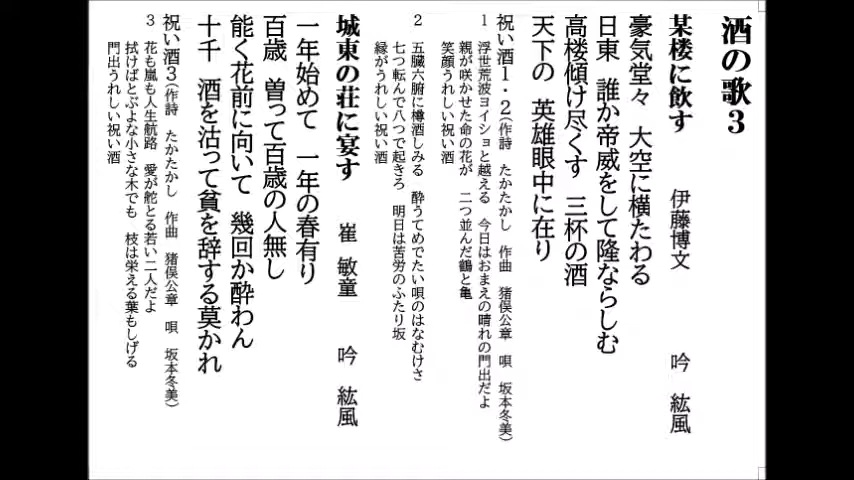 酒の歌３
某楼に飲す　伊藤博文　吟　紘風
豪気堂々　大空に横たわる
日東　誰か帝威をして隆ならしむ
高楼傾け尽くす　三杯の酒
天下の　英雄眼中に在り
祝い酒１・２（作詩　たかたかし　作曲　猪俣公章　唄　坂本冬美）
１　浮世荒波ヨイショと越える　今日はおまえの晴れの門出だよ
親が咲かせた命の花が　二つ並んだ鶴と亀
笑顔うれしい祝い酒
２　五臓六腑に樽酒しみる　酔うてめでたい唄のはなむけさ
七つ転んで八つで起きろ　明日は苦労のふたり坂
縁がうれしい祝い酒
城東の荘に宴す　崔　敏童　吟　紘風
一年始めて　一年の春有り
百歳　曽って百歳の人無し
能く花前に向いて　幾回か酔わん
十千　酒を沽って貧を辞する莫かれ
祝い酒３（作詩　たかたかし　作曲　猪俣公章　唄　坂本冬美）
３　花も嵐も人生航路　愛が舵とる若い二人だよ
拭けばとぶよな小さな木でも　枝は栄える葉もしげる
門出うれしい祝い酒